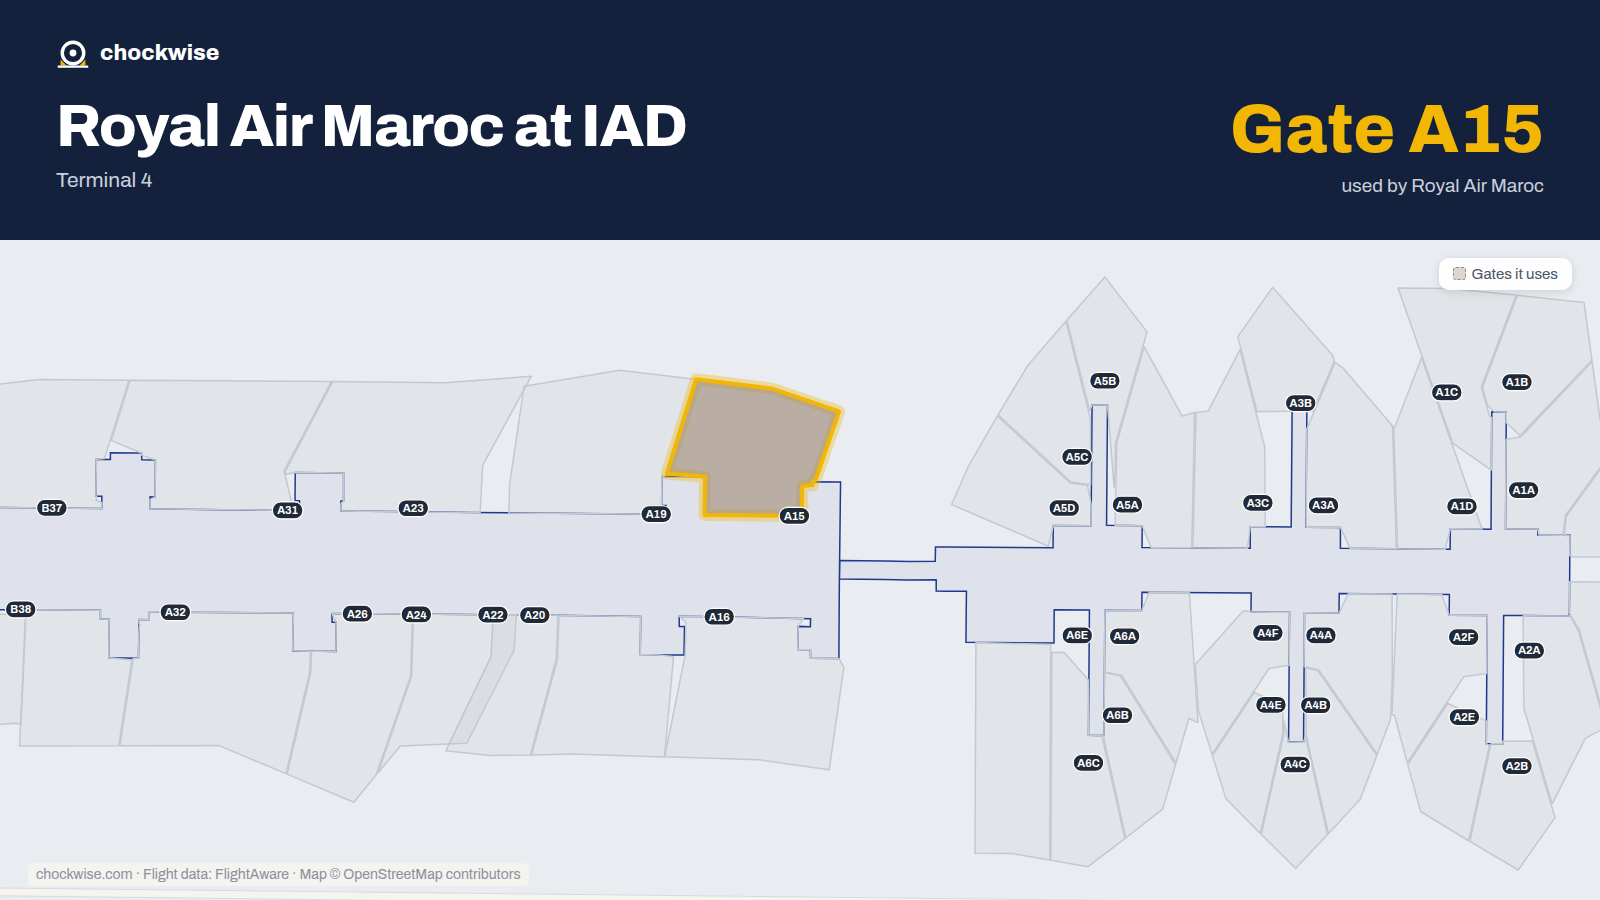 chockwise
Royal Air Maroc at IAD
Terminal 4
Gate A15
used by Royal Air Maroc
Gates it uses
A5B
A1B
A1C
A3B
A5C
A1A
A5D
A5A
A3C
A3A
A1D
B37
A31
A23
A19
A15
B38
A32
A26
A24
A22
A20
A16
A6E
A6A
A4F
A4A
A2F
A2A
A4E
A4B
A6B
A2E
A6C
A4C
A2B
chockwise.com · Flight data: FlightAware · Map © OpenStreetMap contributors